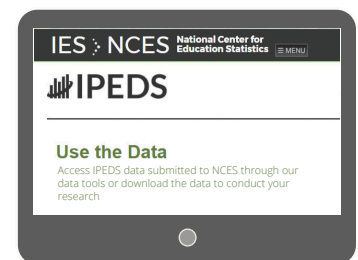 IES NCES National Center for
Education Statistics
≡ MENU
IPEDS
Use the Data
Access IPEDS data submitted to NCES through our
data tools or download the data to conduct your
research